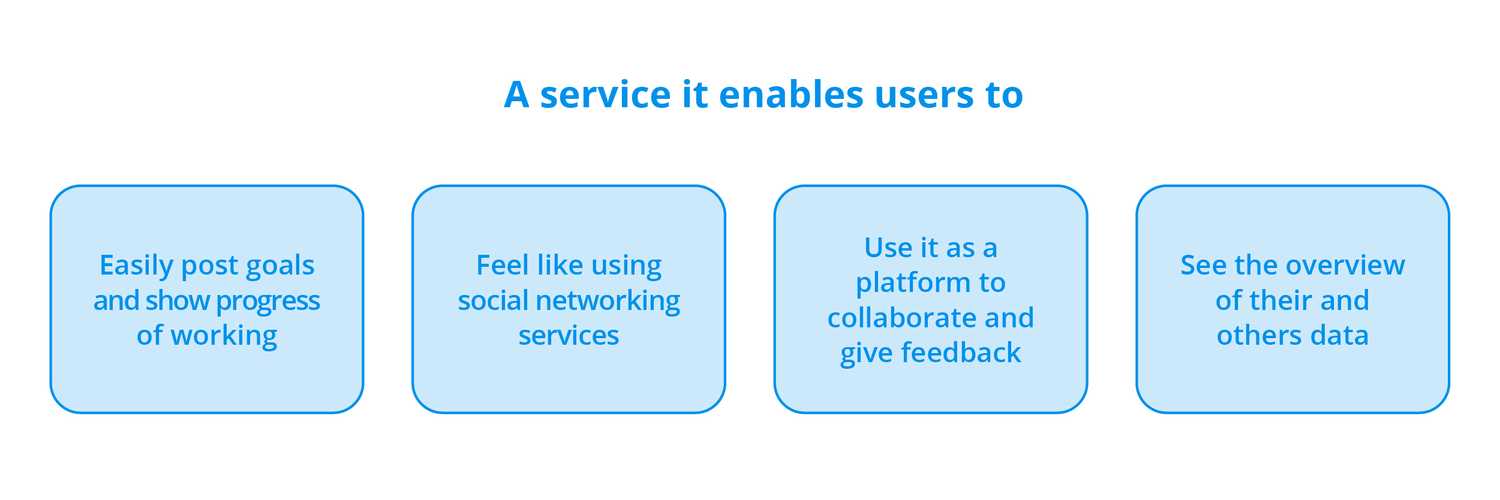 A service it enables users to
Easily post goals
and show progress
of working
Feel like using
social networking
services
Use it as a
platform to
collaborate and
give feedback
See the overview
of their and
others data